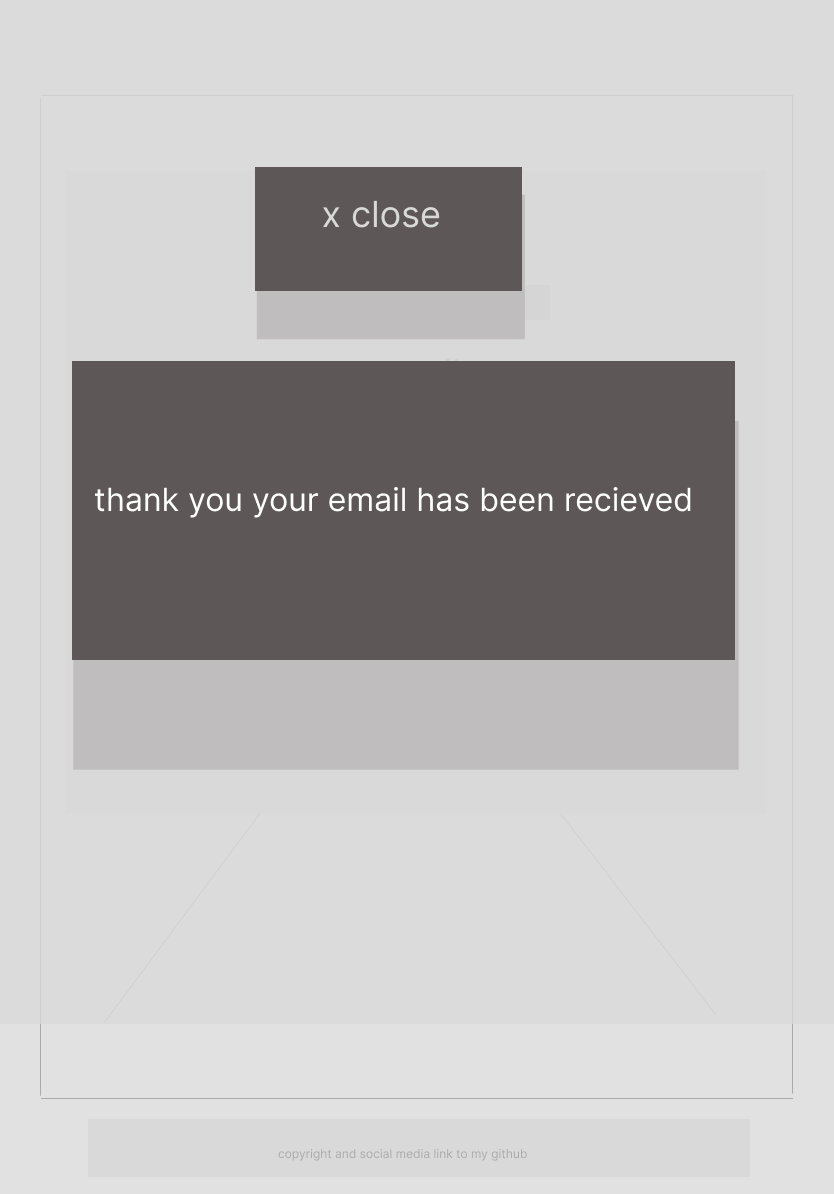 x close
thank you your email has been recieved
copyright and social media link to my github